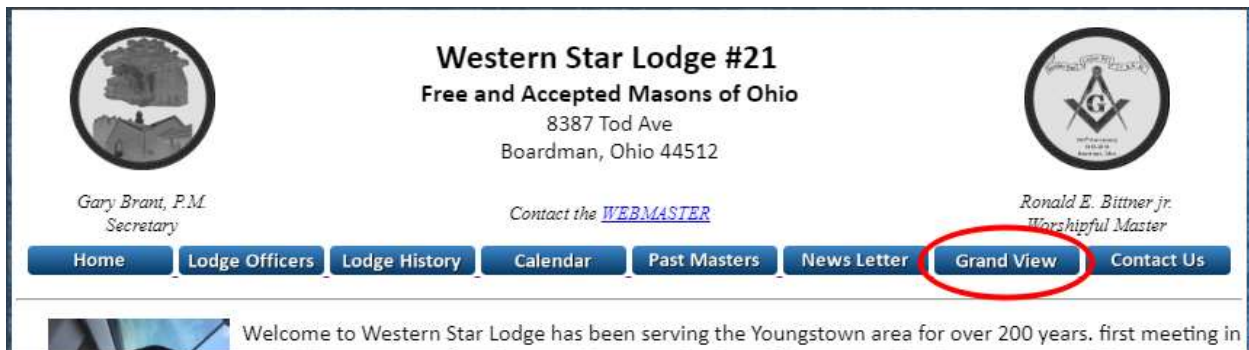 Western Star Lodge #21
Free and Accepted Masons of Ohio
8387 Tod Ave
Boardman, Ohio 44512
G
Gary Brant, P.M.
Secretary
Contact the WEBMASTER
Ronald E. Bittner jr.
Worshipful Master
Home Lodge Officers Lodge History Calendar Past Masters News Letter Grand View Contact Us
Welcome to Western Star Lodge has been serving the Youngstown area for over 200 years. first meeting in